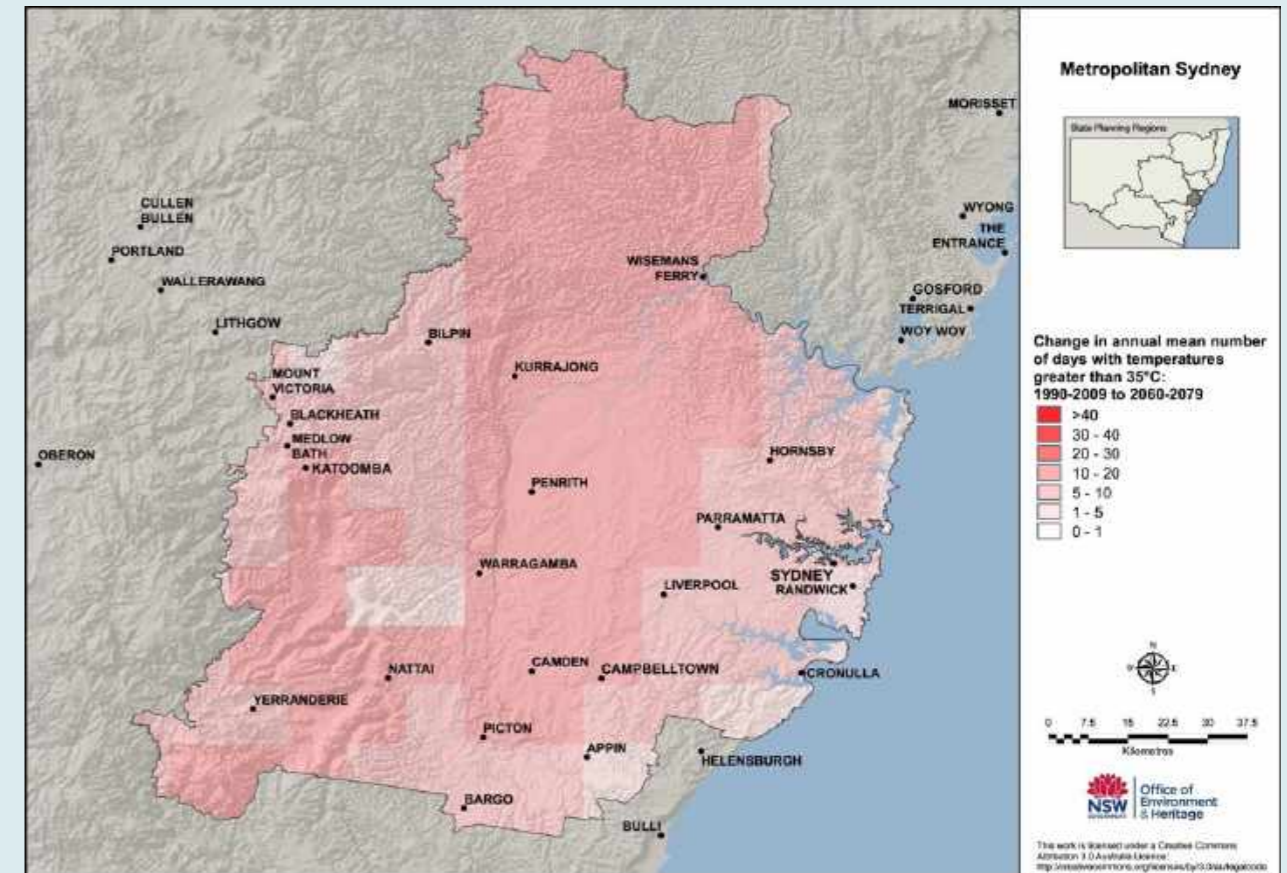 Metropolitan Sydney
State Planning Regions
MORISSET
CULLEN
BULLEN
WYONG
THE
ENTRANCE
PORTLAND
WISEMANS
FERRY
WALLERAWANG
GOSFORD
TERRIGAL
LITHGOW
BILPIN
WOY WOY
Change in annual mean number
of days with temperatures
greater than 35°C:
1990-2009 to 2060-2079
>40
30 - 40
20 - 30
10 - 20
5 - 10
1 - 5
0 - 1
KURRAJONG
MOUNT
VICTORIA
BLACKHEATH
MEDLOW
BATH
KATOOMBA
OBERON
HORNSBY
PENRITH
PARRAMATTA
WARRAGAMBA
SYDNEY
LIVERPOOL
RANDWICK
NATTAI
CAMDEN
CAMPBELLTOWN
CRONULLA
YERRANDERIE
PICTON
APPIN
HELENSBURGH
BARGO
BULLI
N
W
E
S
0 7.5 15 22.5 30 37.5
Kilometres
NSW
GOVERNMENT
Office of
Environment
& Heritage
This work is licensed under a Creative Commons
Attribution 3.0 Australia Licence: